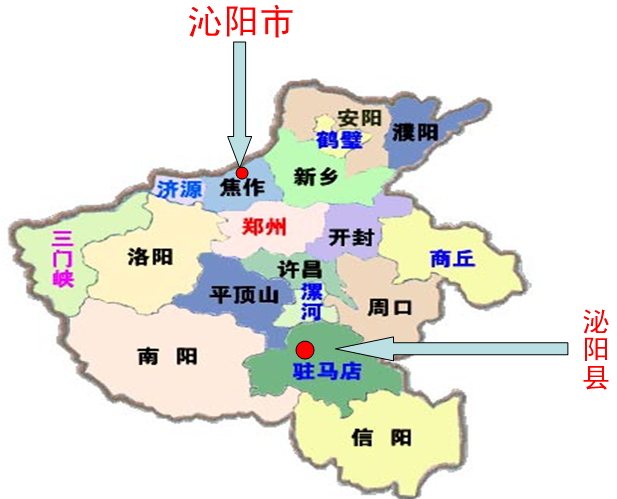 沁阳市
安阳
鹤壁
濮阳
新乡
济源
焦作
郑州
开封
三门峡
洛阳
商丘
许昌
平顶山
漯河
周口
泌阳县
南阳
驻马店
信阳